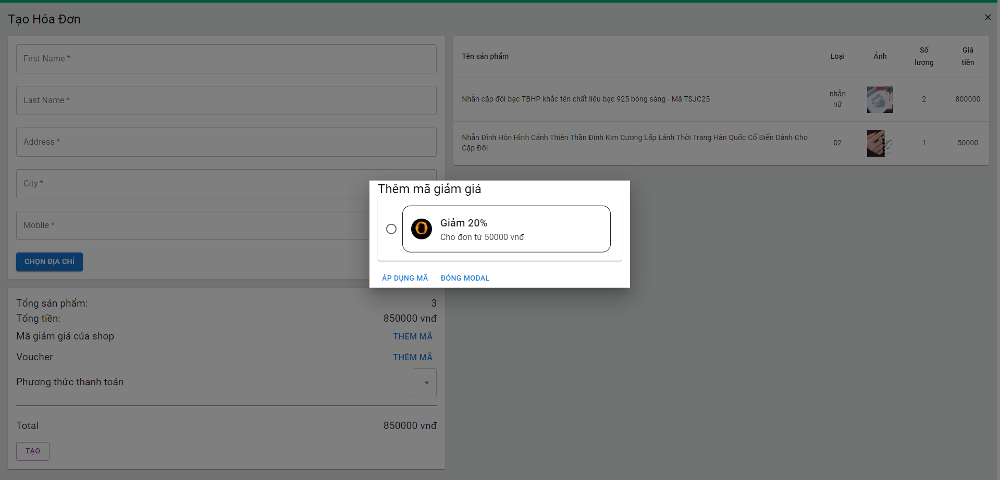 Tạo Hóa Đơn
First Name *
Last Name *
Address *
City *
Mobile *
CHỌN ĐỊA CHỈ
Tên sản phẩm
Loại
Ảnh
Số
lượng
Giá
tiền
Nhẫn cặp đôi bạc TBHP khắc tên chất liệu bạc 925 bóng sáng - Mã TSJC25
nhẫn
nữ
2
800000
Nhẫn Đính Hôn Hình Cánh Thiên Thần Đính Kim Cương Lấp Lánh Thời Trang Hàn Quốc Cổ Điển Dành Cho
Cặp Đôi
02
1
50000
Thêm mã giảm giá
Giảm 20%
Cho đơn từ 50000 vnđ
ÁP DỤNG MÃ
ĐÓNG MODAL
Tổng sản phẩm:
3
Tổng tiền:
850000 vnđ
Mã giảm giá của shop
THÊM MÃ
Voucher
THÊM MÃ
Phương thức thanh toán
Total
850000 vnđ
TẠO